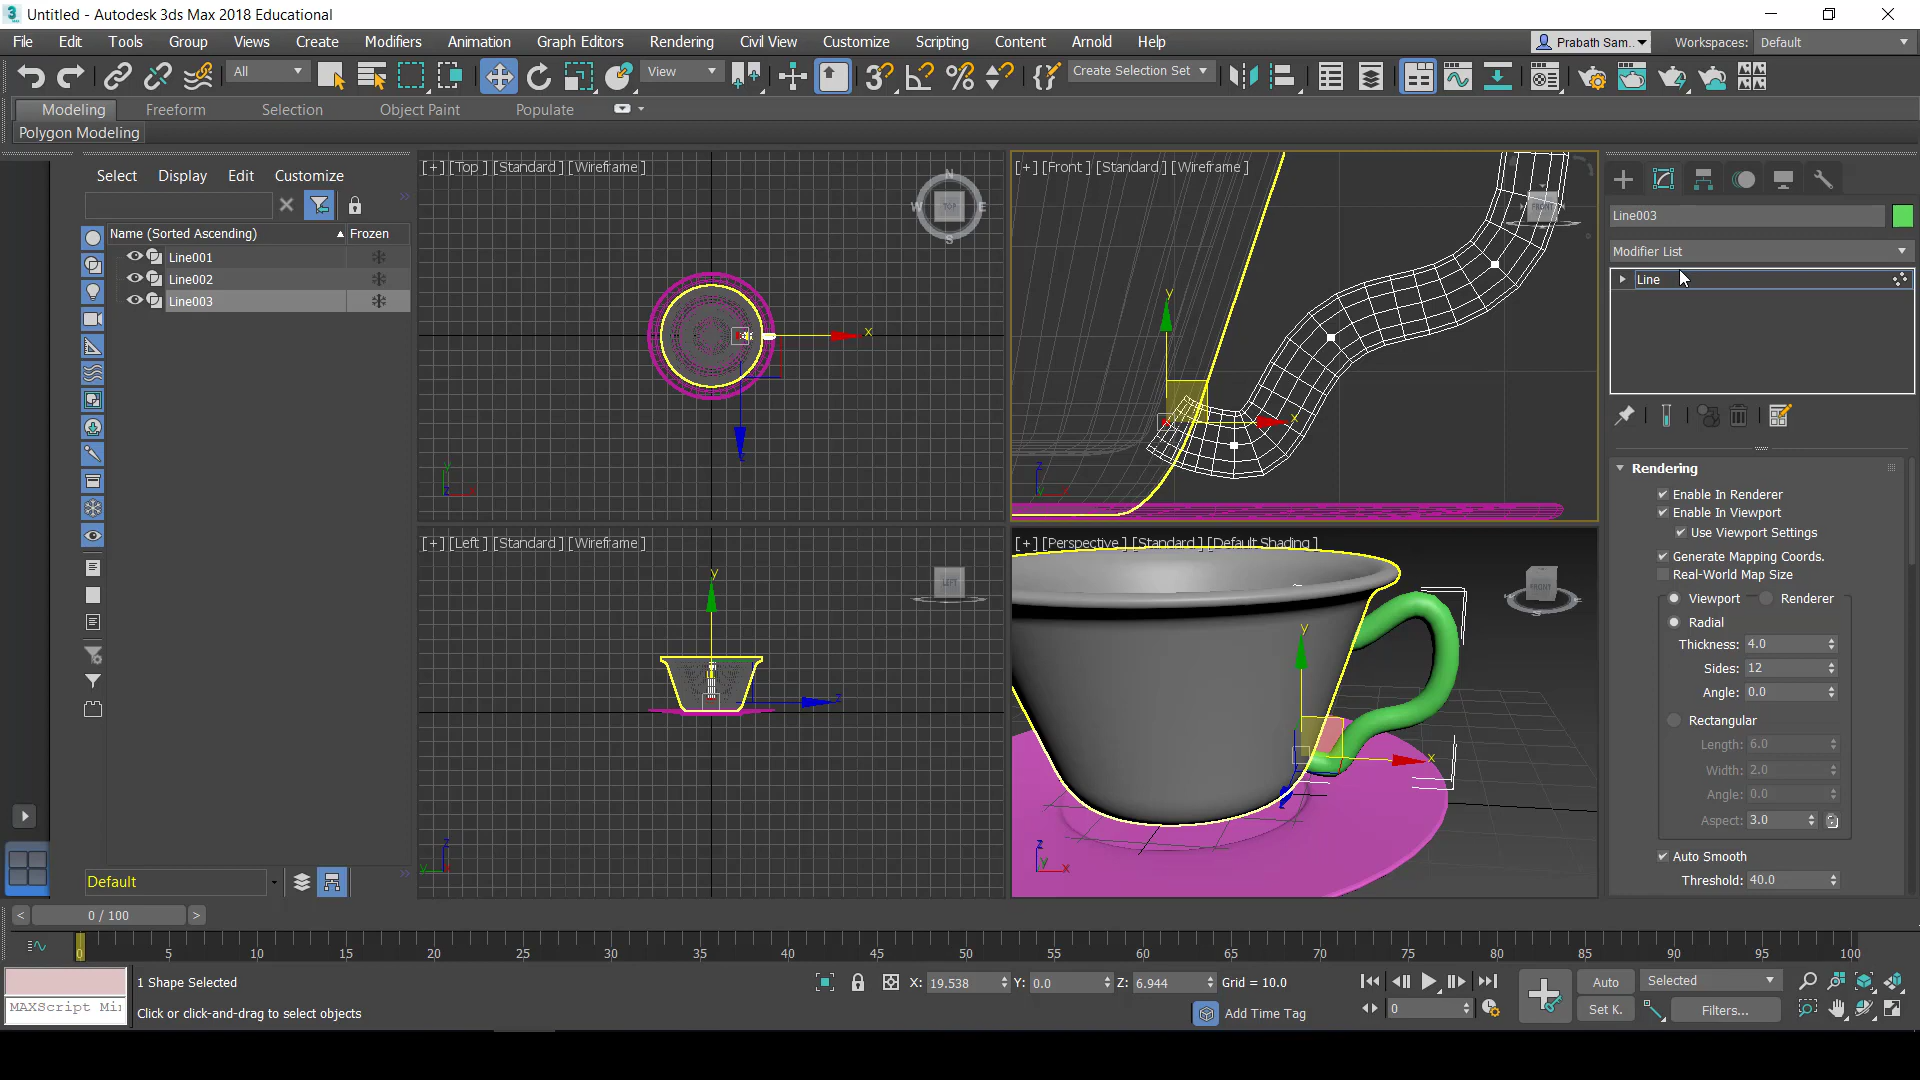 Untitled - Autodesk 3ds Max 2018 Educational
File Edit Tools Group Views Create Modifiers Animation Graph Editors Rendering Civil View Customize Scripting Content Arnold Help
Prabath Sam.. Workspaces: Default
All View Create Selection Set
Modeling Freeform Selection Object Paint Populate
Polygon Modeling
Select Display Edit Customize
Name (Sorted Ascending) Frozen
Line001
Line002
Line003
Default
[+] [Top ] [Standard ] [Wireframe ]
N
W TOP E
S
x
y
z x
[+] [Front ] [Standard ] [Wireframe ]
FRONT
y
x
z
[+] [Left ] [Standard ] [Wireframe ]
LEFT
y
z
z
y
[+] [Perspective ] [Standard ] [Default Shading ]
FRONT
y
x
z
y x
Line003
Modifier List
Line
Rendering
Enable In Renderer
Enable In Viewport
Use Viewport Settings
Generate Mapping Coords.
Real-World Map Size
Viewport Renderer
Radial
Thickness: 4.0
Sides: 12
Angle: 0.0
Rectangular
Length: 6.0
Width: 2.0
Angle: 0.0
Aspect: 3.0
Auto Smooth
Threshold: 40.0
< 0 / 100 >
0 5 10 15 20 25 30 35 40 45 50 55 60 65 70 75 80 85 90 95 100
1 Shape Selected
X: 19.538 Y: 0.0 Z: 6.944 Grid = 10.0
Auto Selected
MAXScript Mi
Click or click-and-drag to select objects
Add Time Tag
0
Set K. Filters...